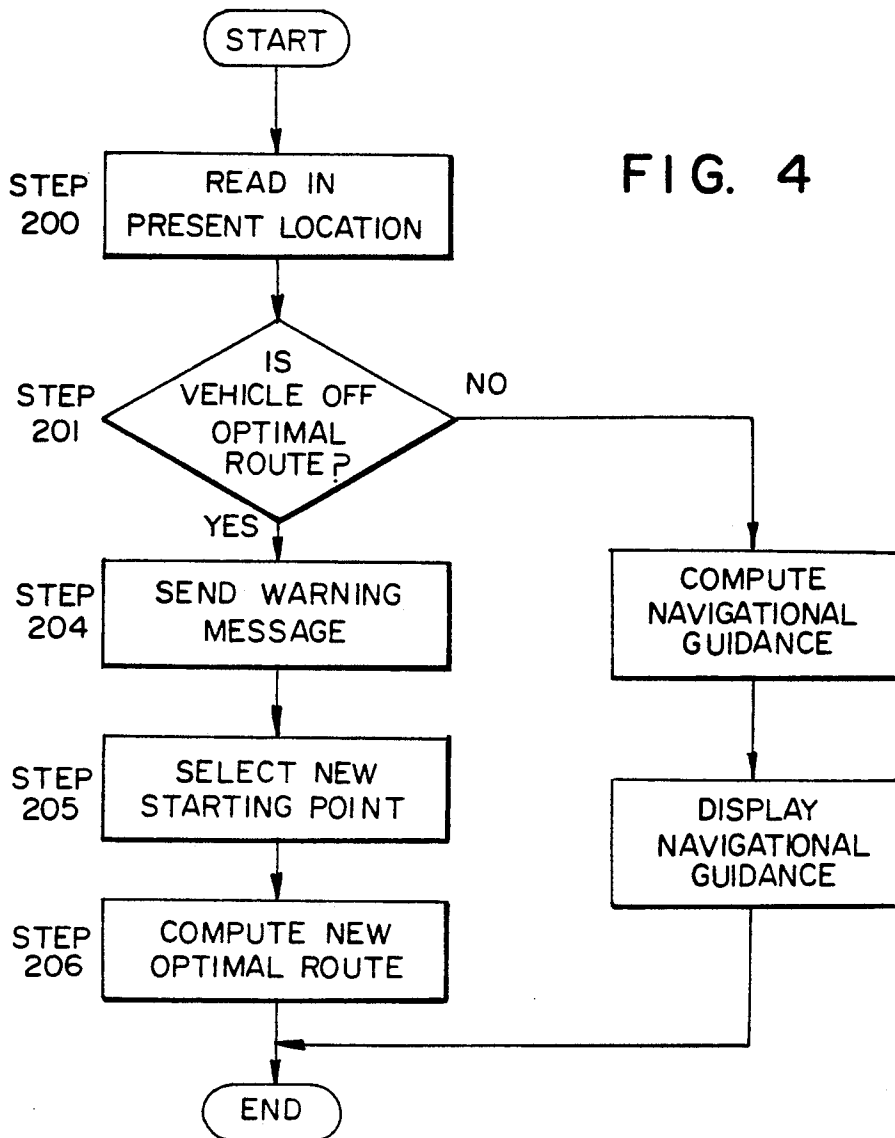 START
FIG. 4
STEP
200
READ IN
PRESENT LOCATION
STEP
201
IS
VEHICLE OFF
OPTIMAL
ROUTE?
NO
YES
STEP
204
SEND WARNING
MESSAGE
COMPUTE
NAVIGATIONAL
GUIDANCE
STEP
205
SELECT NEW
STARTING POINT
DISPLAY
NAVIGATIONAL
GUIDANCE
STEP
206
COMPUTE NEW
OPTIMAL ROUTE
END